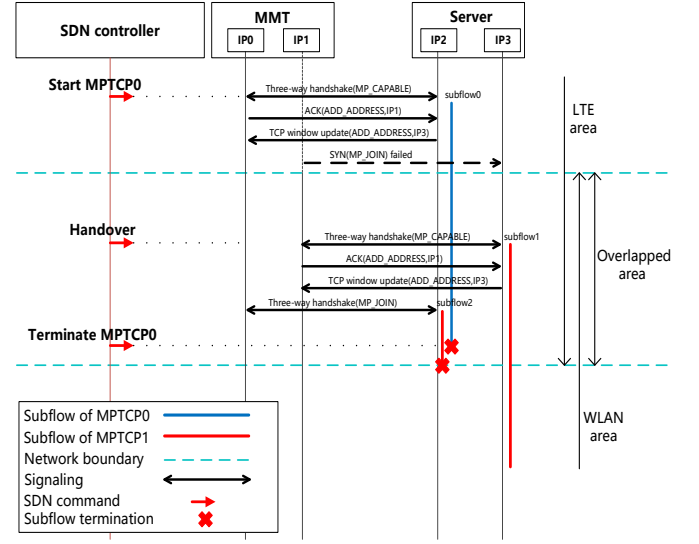 SDN controller
MMT
Server
IP0
IP1
IP2
IP3
Start MPTCP0
Three-way handshake(MP_CAPABLE)
subflow0
ACK(ADD_ADDRESS,IP1)
TCP window update(ADD_ADDRESS,IP3)
SYN(MP_JOIN) failed
LTE
area
Handover
Three-way handshake(MP_CAPABLE)
subflow1
ACK(ADD_ADDRESS,IP1)
TCP window update(ADD_ADDRESS,IP3)
Three-way handshake(MP_JOIN)
subflow2
Overlapped
area
Terminate MPTCP0
WLAN
area
Subflow of MPTCP0
Subflow of MPTCP1
Network boundary
Signaling
SDN command
Subflow termination